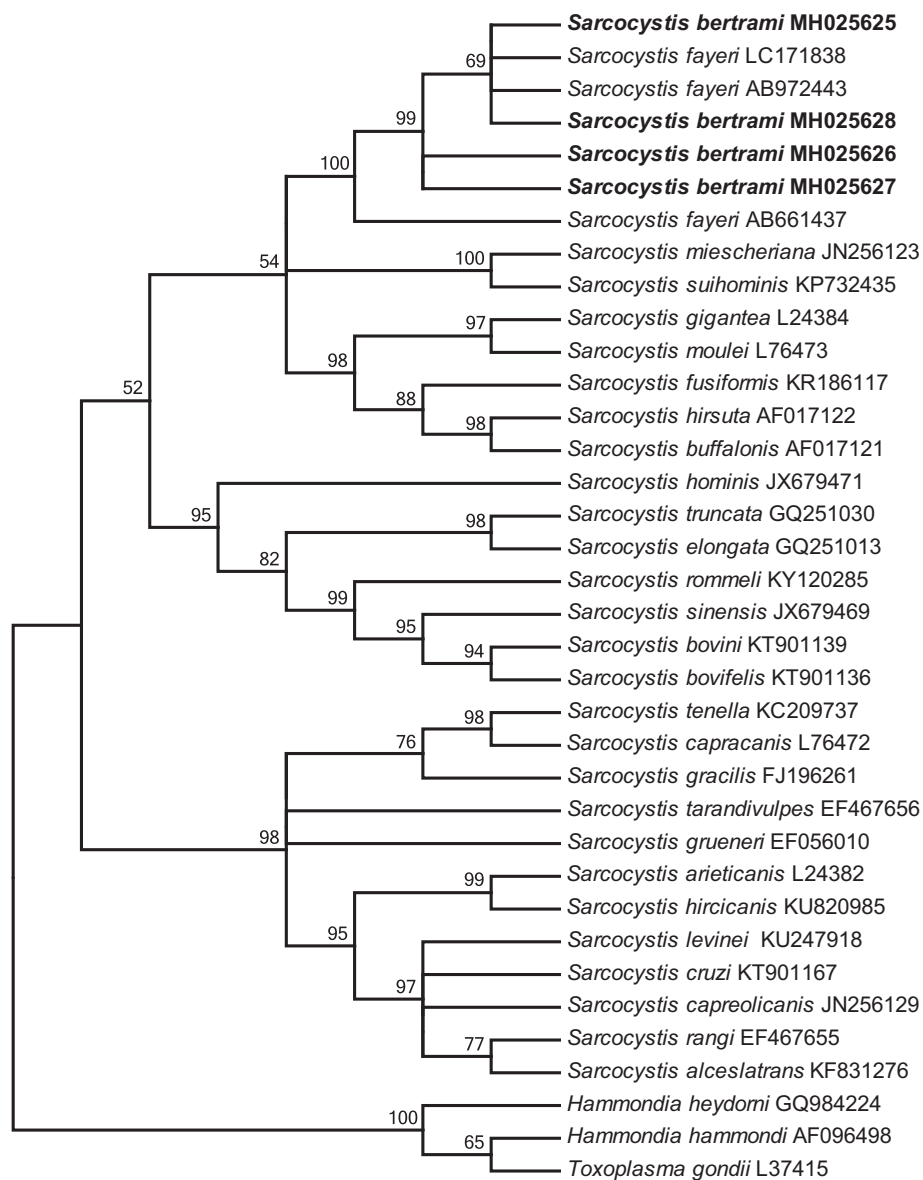 Sarcocystis bertrami MH025625
Sarcocystis fayeri LC171838
69
Sarcocystis fayeri AB972443
99
Sarcocystis bertrami MH025628
Sarcocystis bertrami MH025626
100
Sarcocystis bertrami MH025627
Sarcocystis fayeri AB661437
54
Sarcocystis miescheriana JN256123
100
Sarcocystis suihominis KP732435
Sarcocystis gigantea L24384
97
Sarcocystis moulei L76473
98
52
Sarcocystis fusiformis KR186117
88
Sarcocystis hirsuta AF017122
98
Sarcocystis buffalonis AF017121
Sarcocystis hominis JX679471
95
Sarcocystis truncata GQ251030
98
Sarcocystis elongata GQ251013
82
Sarcocystis rommeli KY120285
99
Sarcocystis sinensis JX679469
95
Sarcocystis bovini KT901139
94
Sarcocystis bovifelis KT901136
Sarcocystis tenella KC209737
98
Sarcocystis capracanis L76472
76
Sarcocystis gracilis FJ196261
Sarcocystis tarandivulpes EF467656
98
Sarcocystis grueneri EF056010
Sarcocystis arieticanis L24382
99
Sarcocystis hircicanis KU820985
95
Sarcocystis levinei KU247918
Sarcocystis cruzi KT901167
97
Sarcocystis capreolicanis JN256129
Sarcocystis rangi EF467655
77
Sarcocystis alceslatrans KF831276
Hammondia heydorni GQ984224
100
Hammondia hammondi AF096498
65
Toxoplasma gondii L37415